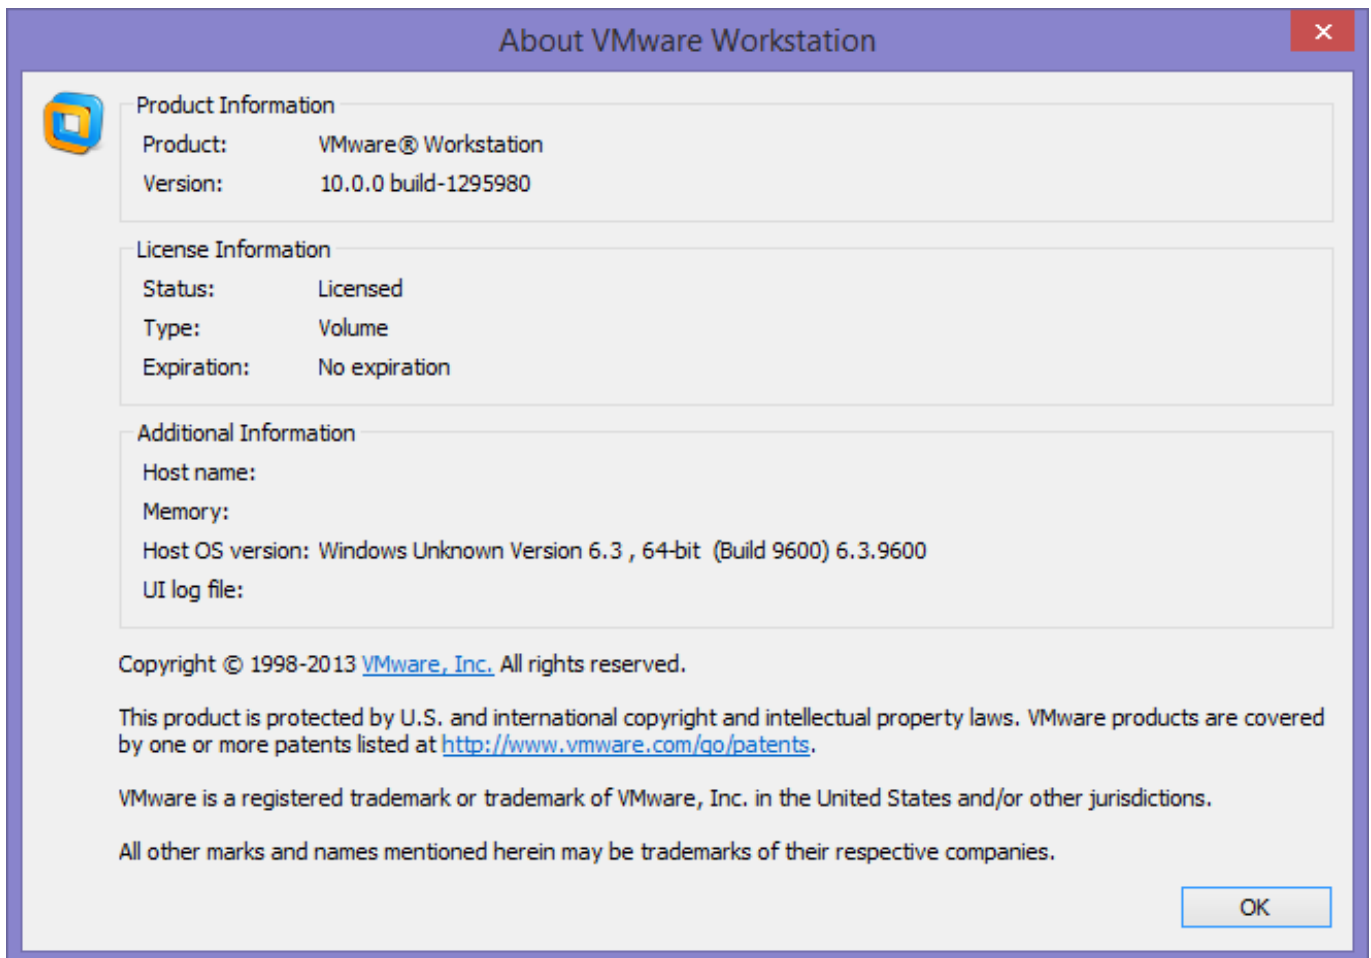 About VMware Workstation
Product Information
Product: VMware® Workstation
Version: 10.0.0 build-1295980
License Information
Status: Licensed
Type: Volume
Expiration: No expiration
Additional Information
Host name:
Memory:
Host OS version: Windows Unknown Version 6.3 , 64-bit  (Build 9600) 6.3.9600
UI log file:
Copyright © 1998-2013 VMware, Inc. All rights reserved.
This product is protected by U.S. and international copyright and intellectual property laws. VMware products are covered
by one or more patents listed at http://www.vmware.com/go/patents.
VMware is a registered trademark or trademark of VMware, Inc. in the United States and/or other jurisdictions.
All other marks and names mentioned herein may be trademarks of their respective companies.
OK